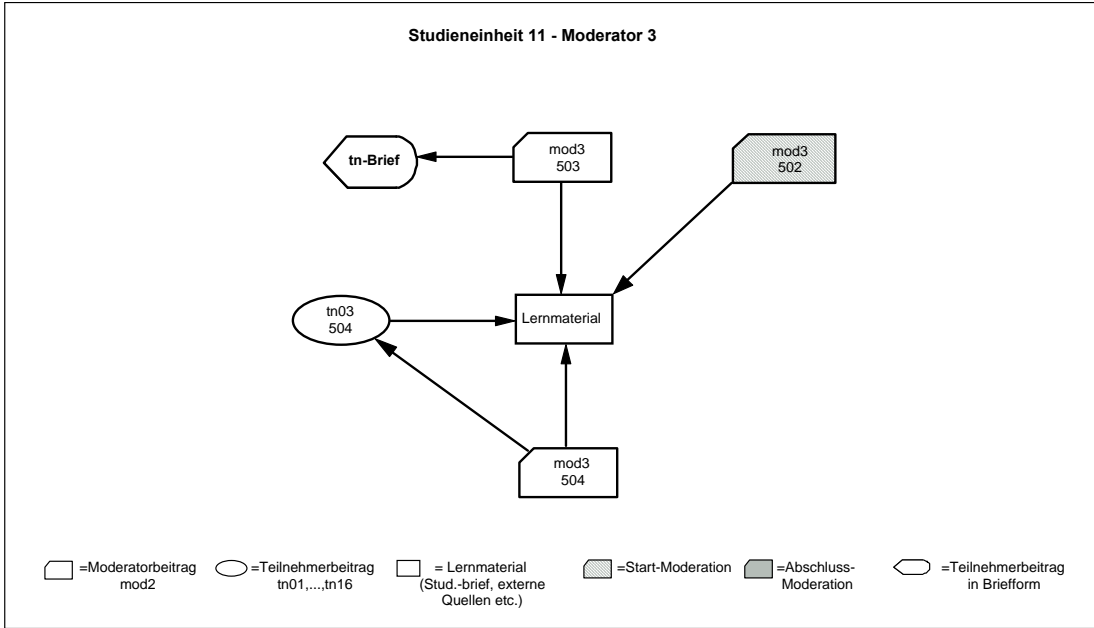 Studieneinheit 11 - Moderator 3
tn-Brief
mod3
503
mod3
502
tn03
504
Lernmaterial
mod3
504
=Moderatorbeitrag
mod2
=Teilnehmerbeitrag
tn01,...,tn16
= Lernmaterial
(Stud.-brief, externe
Quellen etc.)
=Start-Moderation
=Abschluss-
Moderation
=Teilnehmerbeitrag
in Briefform